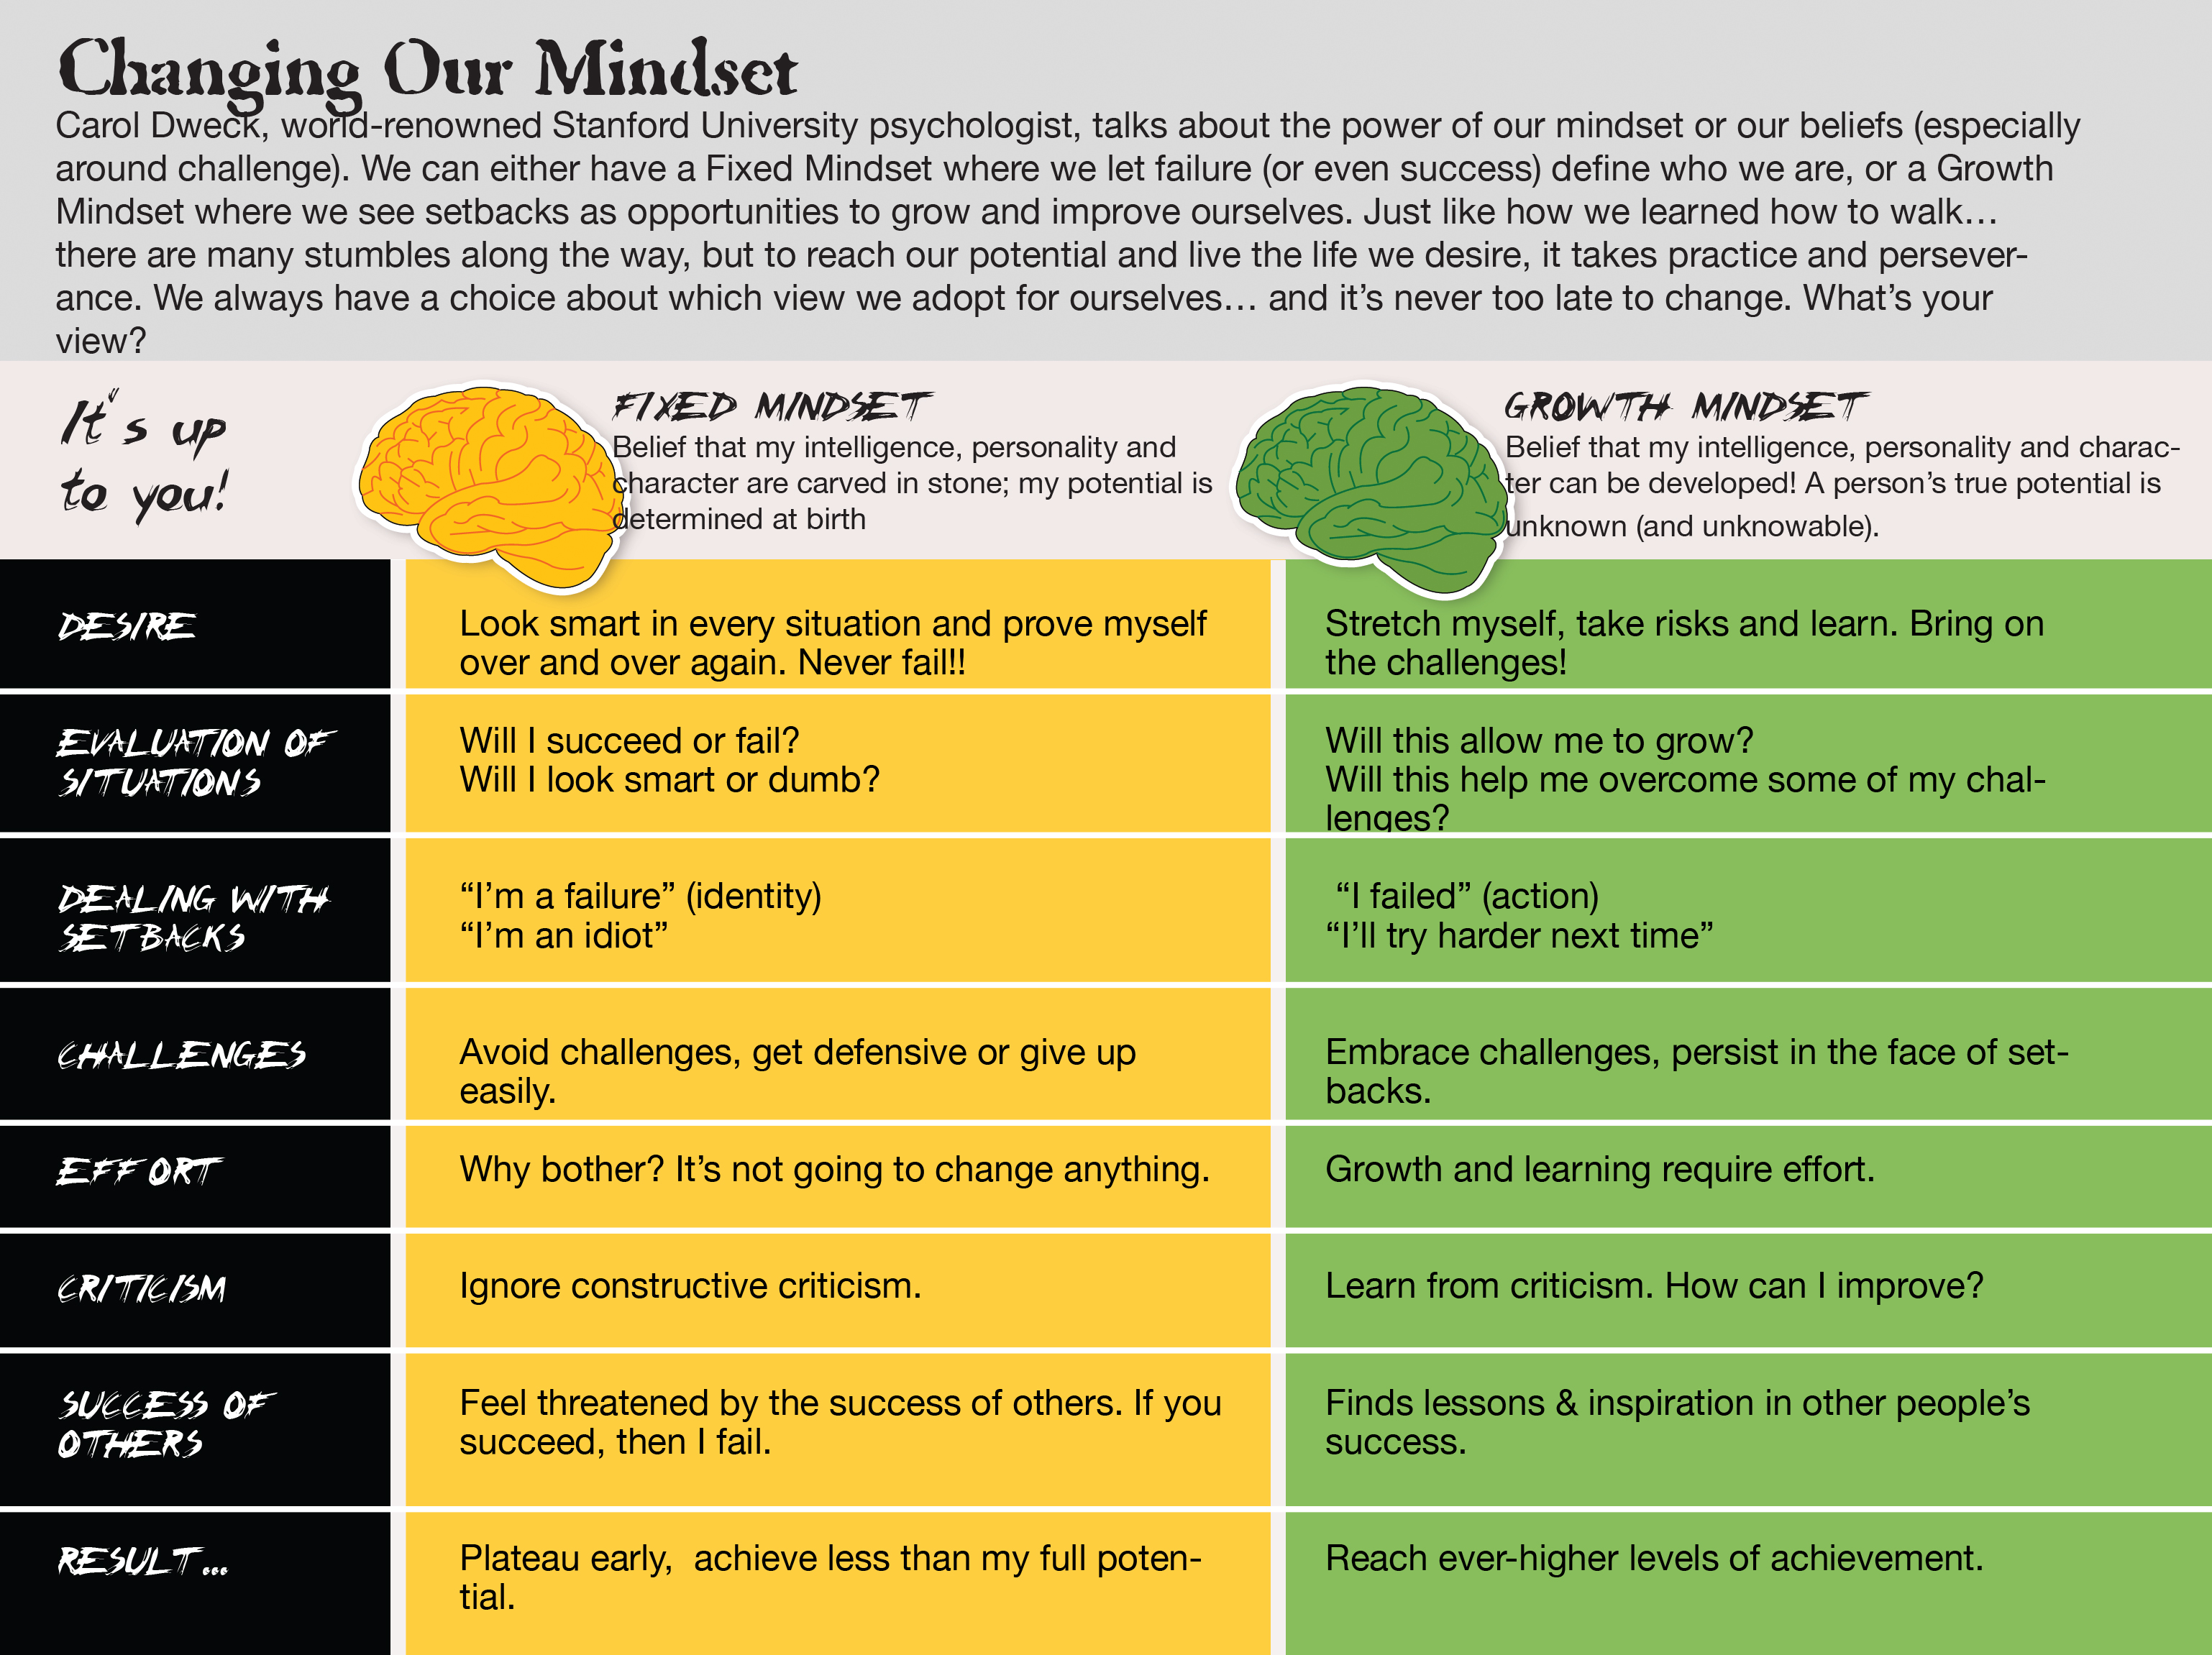 Changing Our Mindset
Carol Dweck, world-renowned Stanford University psychologist, talks about the power of our mindset or our beliefs (especially
around challenge). We can either have a Fixed Mindset where we let failure (or even success) define who we are, or a Growth
Mindset where we see setbacks as opportunities to grow and improve ourselves. Just like how we learned how to walk…
there are many stumbles along the way, but to reach our potential and live the life we desire, it takes practice and persever-
ance. We always have a choice about which view we adopt for ourselves… and it’s never too late to change. What’s your
view?
It's up
to you!
FIXED MINDSET
Belief that my intelligence, personality and
character are carved in stone; my potential is
determined at birth
GROWTH MINDSET
Belief that my intelligence, personality and charac-
ter can be developed! A person’s true potential is
unknown (and unknowable).
DESIRE
Look smart in every situation and prove myself
over and over again. Never fail!!
Stretch myself, take risks and learn. Bring on
the challenges!
EVALUATION OF
SITUATIONS
Will I succeed or fail?
Will I look smart or dumb?
Will this allow me to grow?
Will this help me overcome some of my chal-
lenges?
DEALING WITH
SETBACKS
“I’m a failure” (identity)
“I’m an idiot”
“I failed” (action)
“I’ll try harder next time”
CHALLENGES
Avoid challenges, get defensive or give up
easily.
Embrace challenges, persist in the face of set-
backs.
EFFORT
Why bother? It’s not going to change anything.
Growth and learning require effort.
CRITICISM
Ignore constructive criticism.
Learn from criticism. How can I improve?
SUCCESS OF
OTHERS
Feel threatened by the success of others. If you
succeed, then I fail.
Finds lessons & inspiration in other people’s
success.
RESULT...
Plateau early,  achieve less than my full poten-
tial.
Reach ever-higher levels of achievement.